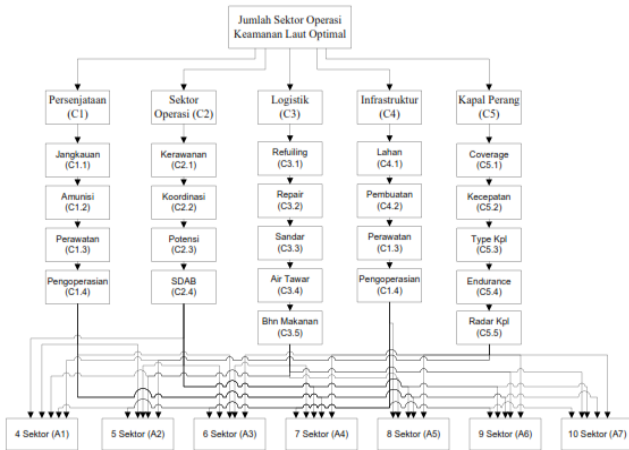 Jumlah Sektor Operasi
Keamanan Laut Optimal
Persenjataan
(C1)
Sektor
Operasi (C2)
Logistik
(C3)
Infrastruktur
(C4)
Kapal Perang
(C5)
Jangkauan
(C1.1)
Kerawanan
(C2.1)
Refuiling
(C3.1)
Lahan
(C4.1)
Coverage
(C5.1)
Amunisi
(C1.2)
Koordinasi
(C2.2)
Repair
(C3.2)
Pembuatan
(C4.2)
Kecepatan
(C5.2)
Perawatan
(C1.3)
Potensi
(C2.3)
Sandar
(C3.3)
Perawatan
(C1.3)
Type Kpl
(C5.3)
Pengoperasian
(C1.4)
SDAB
(C2.4)
Air Tawar
(C3.4)
Pengoperasian
(C1.4)
Endurance
(C5.4)
Bhn Makanan
(C3.5)
Radar Kpl
(C5.5)
4 Sektor (A1)
5 Sektor (A2)
6 Sektor (A3)
7 Sektor (A4)
8 Sektor (A5)
9 Sektor (A6)
10 Sektor (A7)